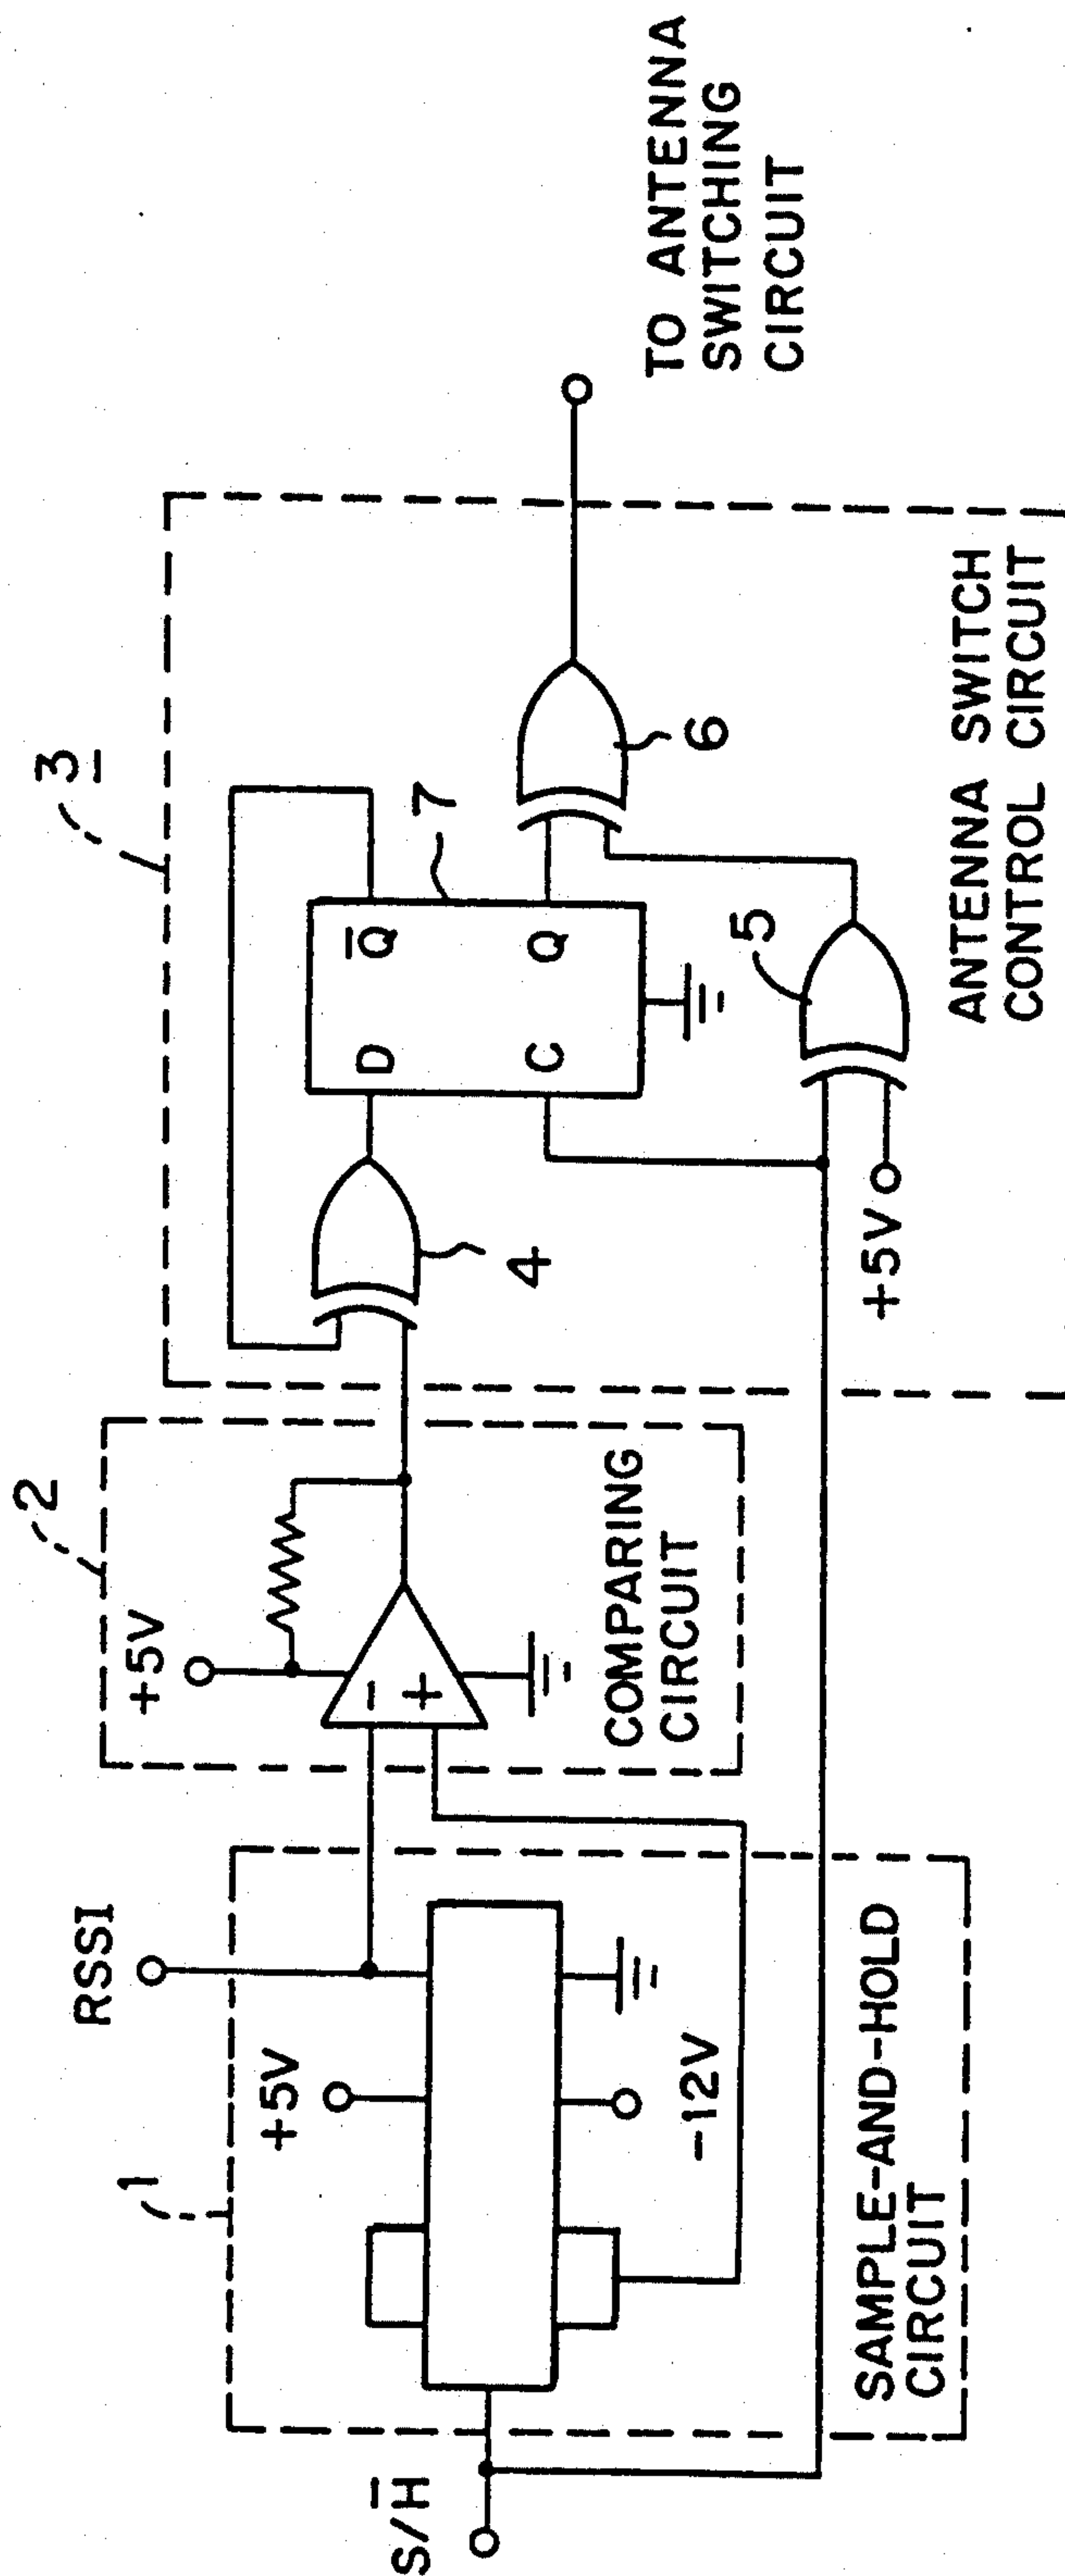 S/H̅
RSSI
1
+5V
-12V
SAMPLE-AND-HOLD
CIRCUIT
2
+5V
-
+
COMPARING
CIRCUIT
3
4
D
Q̅
C
Q
7
5
+5V
6
ANTENNA SWITCH
CONTROL CIRCUIT
TO ANTENNA
SWITCHING
CIRCUIT